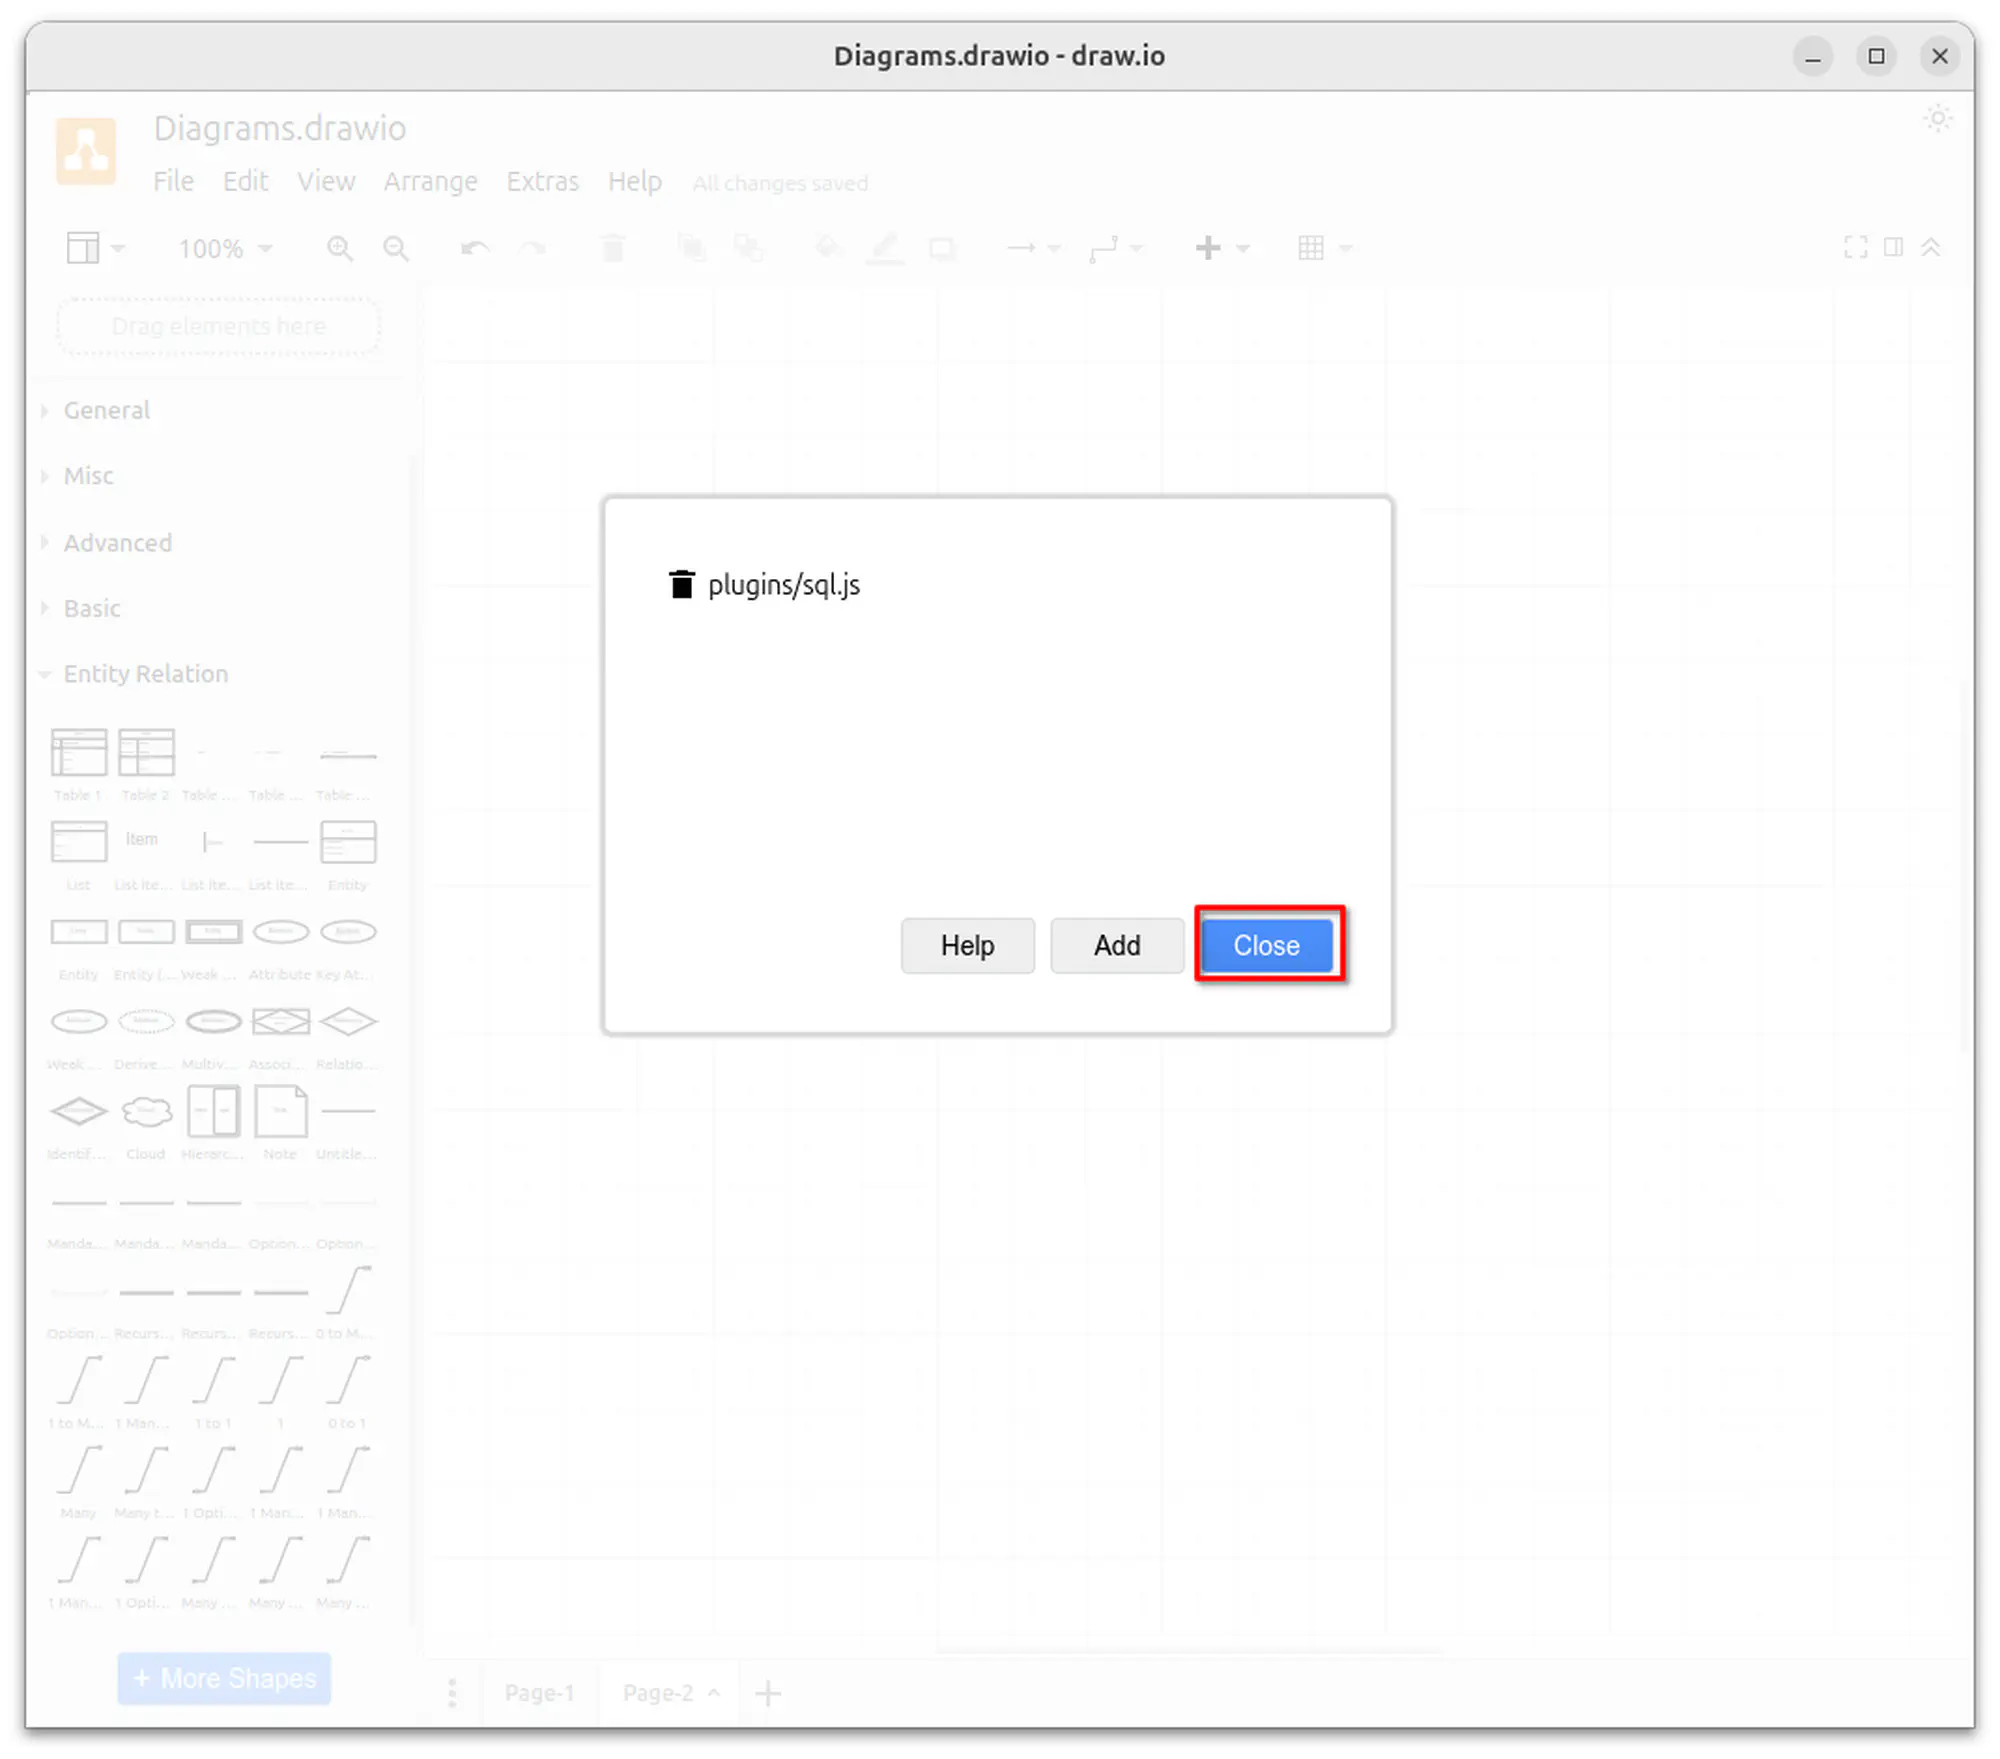 Diagrams.drawio - draw.io
Diagrams.drawio
File Edit View Arrange Extras Help All changes saved
100%
Drag elements here
General
Misc
Advanced
Basic
Entity Relation
Table 1 Table 2 Table ... Table ... Table ...
Item
List List Ite... List Ite... List Ite... Entity
Entity Entity (... Weak ... Attribute Key At...
Weak ... Derive... Multiv... Associ... Relatio...
Identif... Cloud Hierarc... Note Untitle...
Manda... Manda... Manda... Option... Option...
Option... Recurs... Recurs... Recurs... 0 to M...
1 to M... 1 Man... 1 to 1 1 0 to 1
Many Many t... 1 Opti... 1 Man... 1 Man...
1 Man... 1 Opti... Many ... Many ... Many ...
+ More Shapes
plugins/sql.js
Help Add Close
Page-1 Page-2